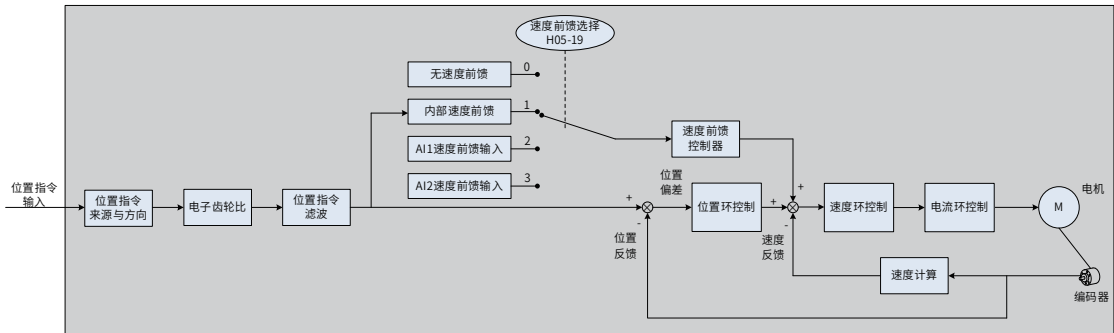 速度前馈选择
H05-19
无速度前馈
0
内部速度前馈
1
AI1速度前馈输入
2
AI2速度前馈输入
3
速度前馈
控制器
位置指令
输入
位置指令
来源与方向
电子齿轮比
位置指令
滤波
+
-
位置
反馈
位置
偏差
位置环控制
+
+
-
速度
反馈
速度环控制
电流环控制
电机
M
速度计算
编码器